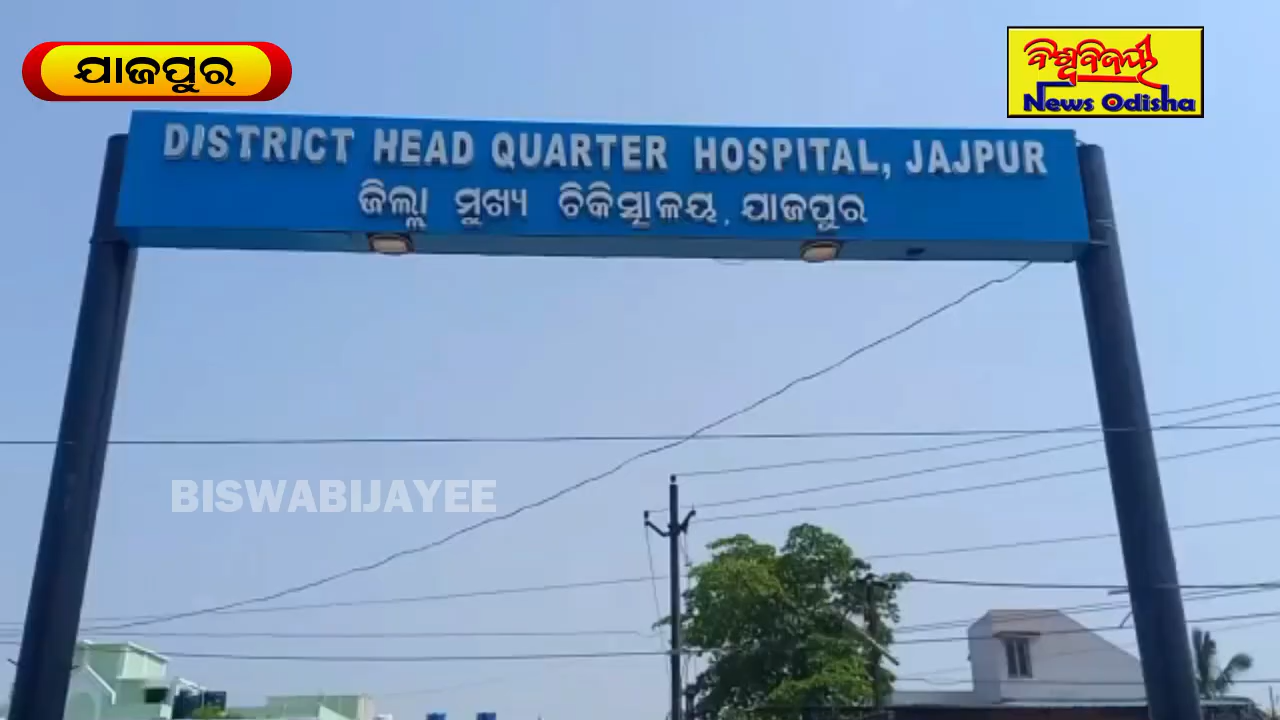 ଯାଜପୁର
ବିଶ୍ୱବିଜୟୀ
News Odisha
DISTRICT HEAD QUARTER HOSPITAL, JAJPUR
ଜିଲ୍ଲା ମୁଖ୍ୟ ଚିକିତ୍ସାଳୟ, ଯାଜପୁର
BISWABIJAYEE